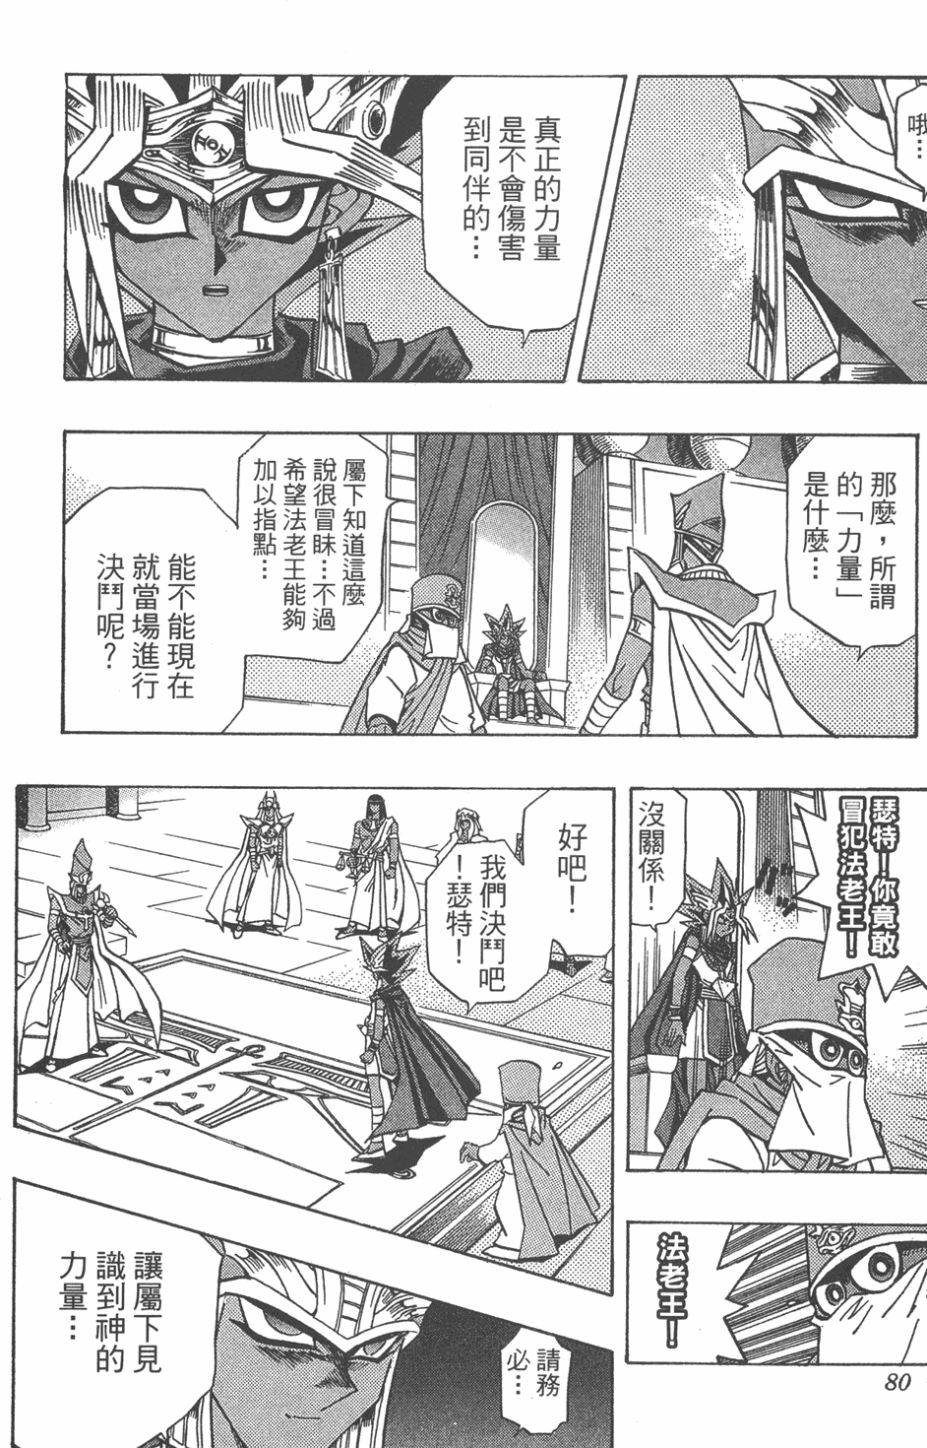 哦…
真正的力量
是不會傷害
到同伴的…
那麼，所謂
的「力量」
是什麼…
屬下知道這麼
說很冒昧…不過
希望法老王能夠
加以指點…
能不能現在
就當場進行
決鬥呢？
瑟特！你竟敢
冒犯法老王！
沒關係！
好吧！
我們決鬥吧
！瑟特！
法老王！
請務
必…
讓屬下見
識到神的
力量…
80